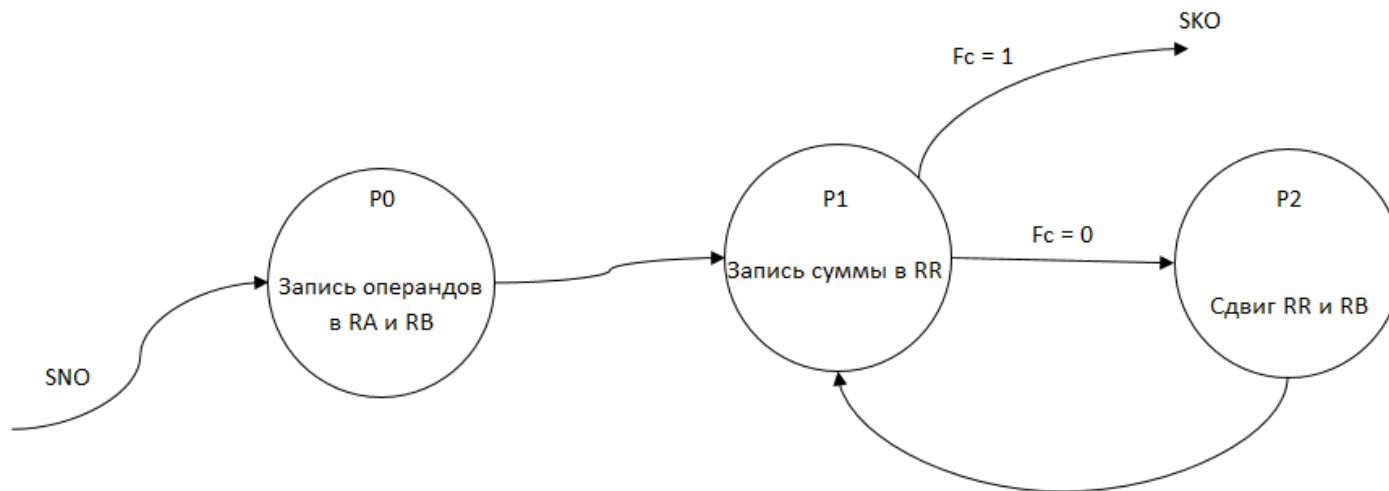 SKO
Fc = 1
P0
P1
P2
Fc = 0
Запись операндов
в RA и RB
Запись суммы в RR
Сдвиг RR и RB
SNO